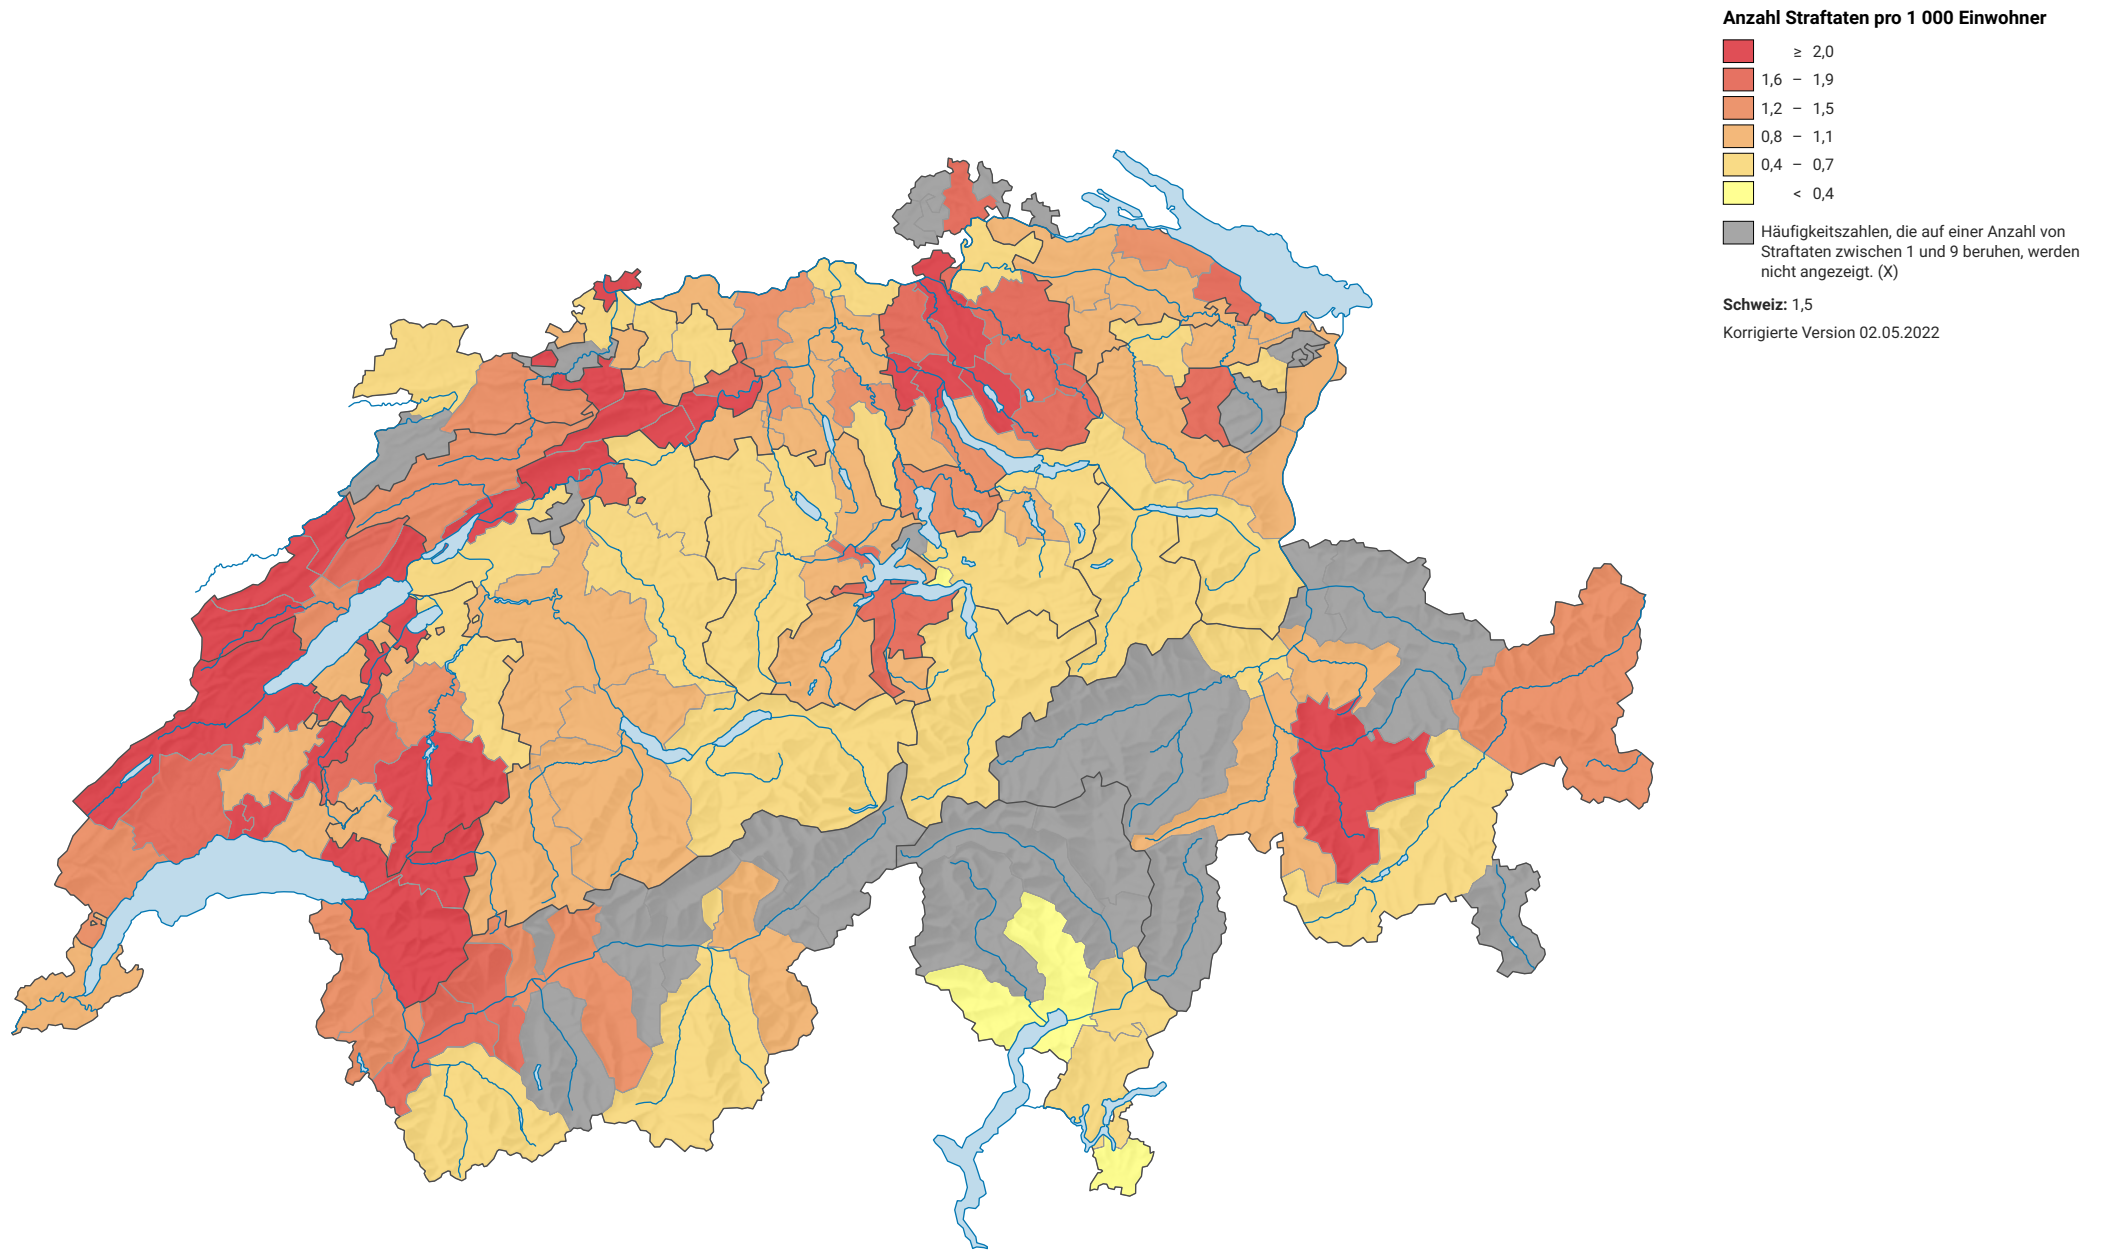 Anzahl Straftaten pro 1 000 Einwohner
≥ 2,0
1,6 – 1,9
1,2 – 1,5
0,8 – 1,1
0,4 – 0,7
< 0,4
Häufigkeitszahlen, die auf einer Anzahl von
Straftaten zwischen 1 und 9 beruhen, werden
nicht angezeigt. (X)
Schweiz: 1,5
Korrigierte Version 02.05.2022